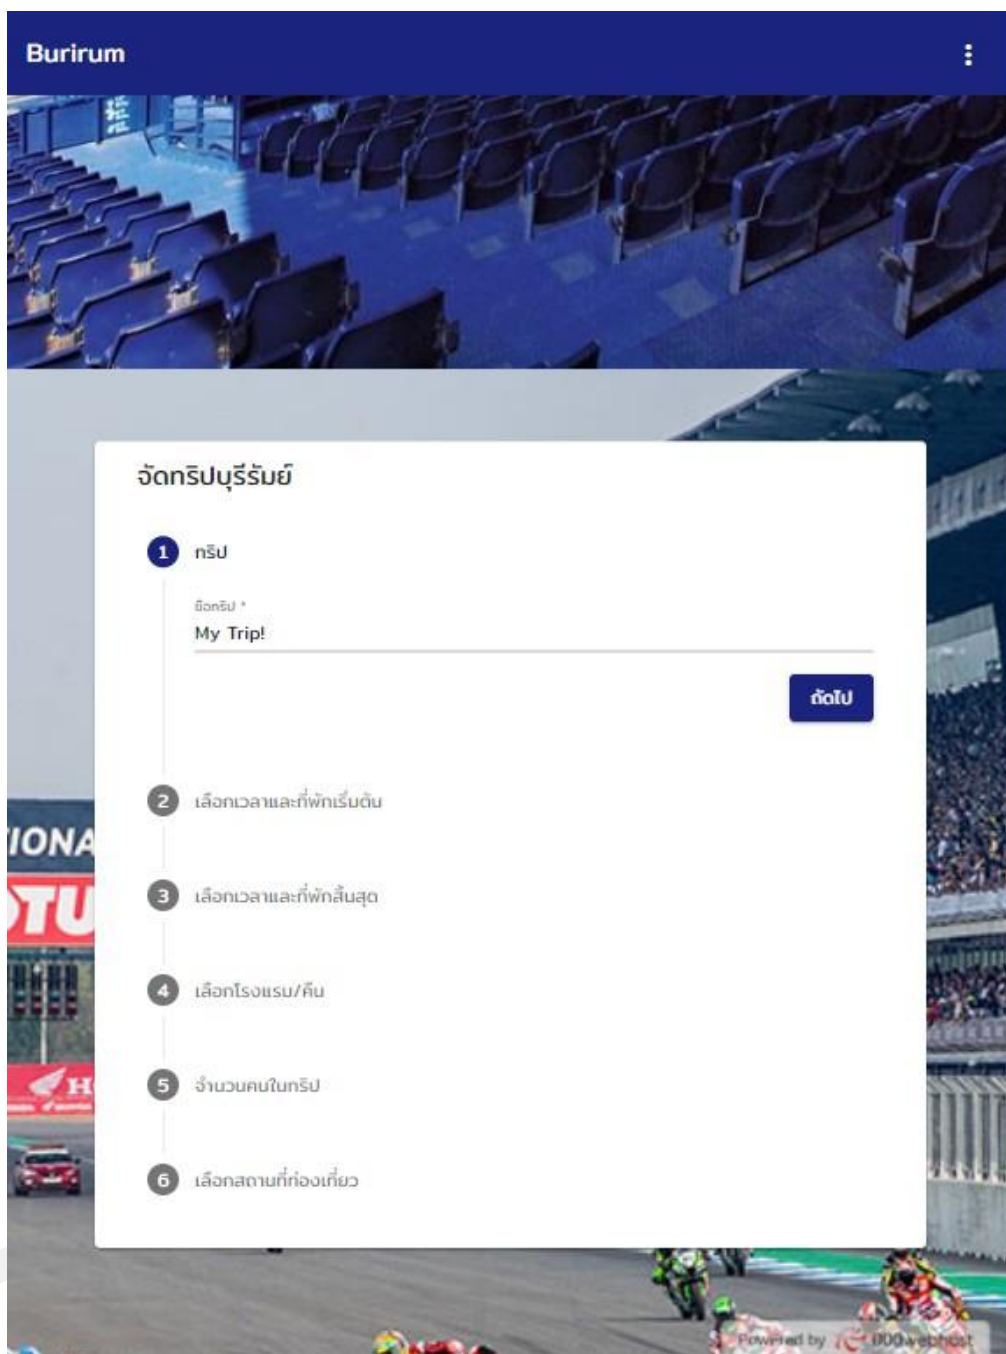 Burirum
จัดทริปบุรีรัมย์
1 ทริป
ชื่อทริป *
My Trip!
ถัดไป
2 เลือกเวลาและที่พักเริ่มต้น
3 เลือกเวลาและที่พักสิ้นสุด
4 เลือกโรงแรม/คืน
5 จำนวนคนในทริป
6 เลือกสถานที่ท่องเที่ยว
IONA
OTU
H
Powered by 000webhost